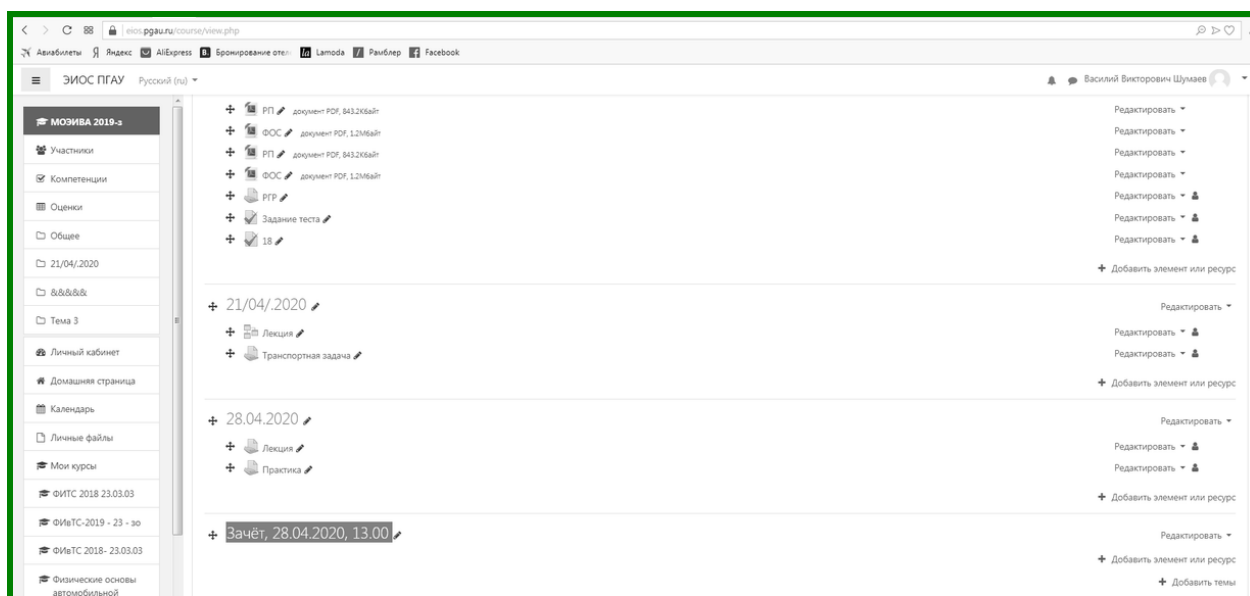 eios.pgau.ru/course/view.php
Авиабилеты Яндекс AliExpress Бронирование отел Lamoda Рамблер Facebook
ЭИОС ПГАУ Русский (ru) Василий Викторович Шумаев
МОЭИВА 2019-з
Участники
Компетенции
Оценки
Общее
21/04/.2020
&&&&&
Тема 3
Личный кабинет
Домашняя страница
Календарь
Личные файлы
Мои курсы
ФИТС 2018 23.03.03
ФИвТС-2019 - 23 - зо
ФИвТС 2018- 23.03.03
Физические основы
автомобильной
РП документ PDF, 843.2Кбайт Редактировать
ФОС документ PDF, 1.2Мбайт Редактировать
РП документ PDF, 843.2Кбайт Редактировать
ФОС документ PDF, 1.2Мбайт Редактировать
РГР Редактировать
Задание теста Редактировать
18 Редактировать
Добавить элемент или ресурс
21/04/.2020 Редактировать
Лекция Редактировать
Транспортная задача Редактировать
Добавить элемент или ресурс
28.04.2020 Редактировать
Лекция Редактировать
Практика Редактировать
Добавить элемент или ресурс
Зачёт, 28.04.2020, 13.00 Редактировать
Добавить элемент или ресурс
Добавить темы